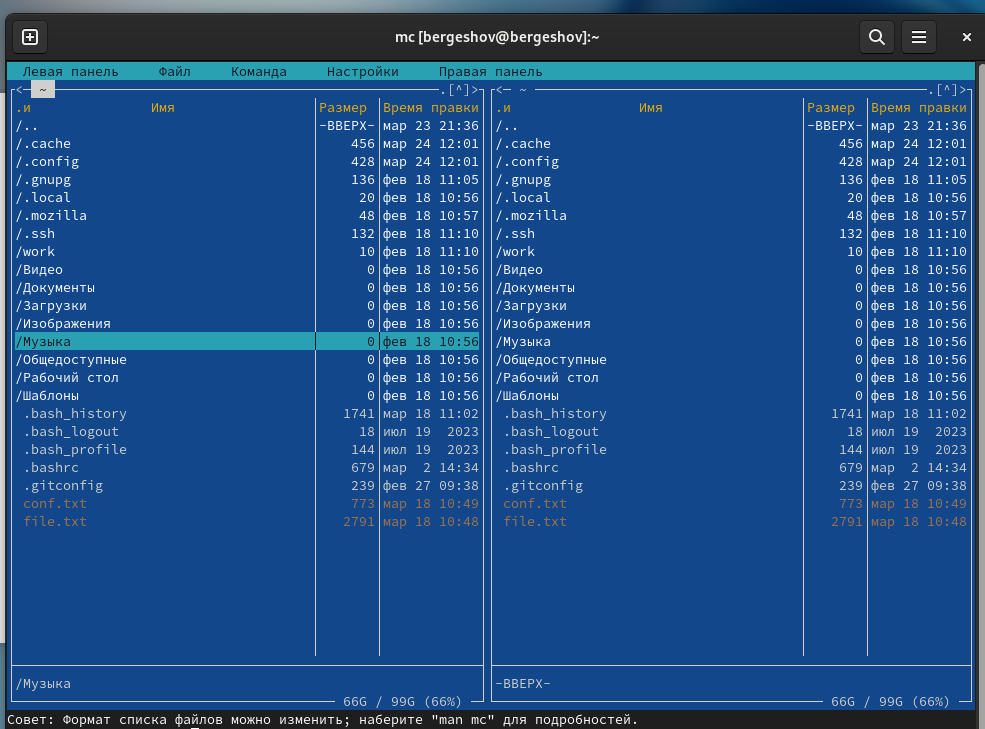 mc [bergeshov@bergeshov]:~
Левая панель Файл Команда Настройки Правая панель
<─ ~ .[^]> <─ ~ .[^]>
.и Имя Размер Время правки .и Имя Размер Время правки
/.. -ВВЕРХ- мар 23 21:36 /.. -ВВЕРХ- мар 23 21:36
/.cache 456 мар 24 12:01 /.cache 456 мар 24 12:01
/.config 428 мар 24 12:01 /.config 428 мар 24 12:01
/.gnupg 136 фев 18 11:05 /.gnupg 136 фев 18 11:05
/.local 20 фев 18 10:56 /.local 20 фев 18 10:56
/.mozilla 48 фев 18 10:57 /.mozilla 48 фев 18 10:57
/.ssh 132 фев 18 11:10 /.ssh 132 фев 18 11:10
/work 10 фев 18 11:10 /work 10 фев 18 11:10
/Видео 0 фев 18 10:56 /Видео 0 фев 18 10:56
/Документы 0 фев 18 10:56 /Документы 0 фев 18 10:56
/Загрузки 0 фев 18 10:56 /Загрузки 0 фев 18 10:56
/Изображения 0 фев 18 10:56 /Изображения 0 фев 18 10:56
/Музыка 0 фев 18 10:56 /Музыка 0 фев 18 10:56
/Общедоступные 0 фев 18 10:56 /Общедоступные 0 фев 18 10:56
/Рабочий стол 0 фев 18 10:56 /Рабочий стол 0 фев 18 10:56
/Шаблоны 0 фев 18 10:56 /Шаблоны 0 фев 18 10:56
.bash_history 1741 мар 18 11:02 .bash_history 1741 мар 18 11:02
.bash_logout 18 июл 19 2023 .bash_logout 18 июл 19 2023
.bash_profile 144 июл 19 2023 .bash_profile 144 июл 19 2023
.bashrc 679 мар 2 14:34 .bashrc 679 мар 2 14:34
.gitconfig 239 фев 27 09:38 .gitconfig 239 фев 27 09:38
conf.txt 773 мар 18 10:49 conf.txt 773 мар 18 10:49
file.txt 2791 мар 18 10:48 file.txt 2791 мар 18 10:48
/Музыка -ВВЕРХ-
66G / 99G (66%) 66G / 99G (66%)
Совет: Формат списка файлов можно изменить; наберите "man mc" для подробностей.